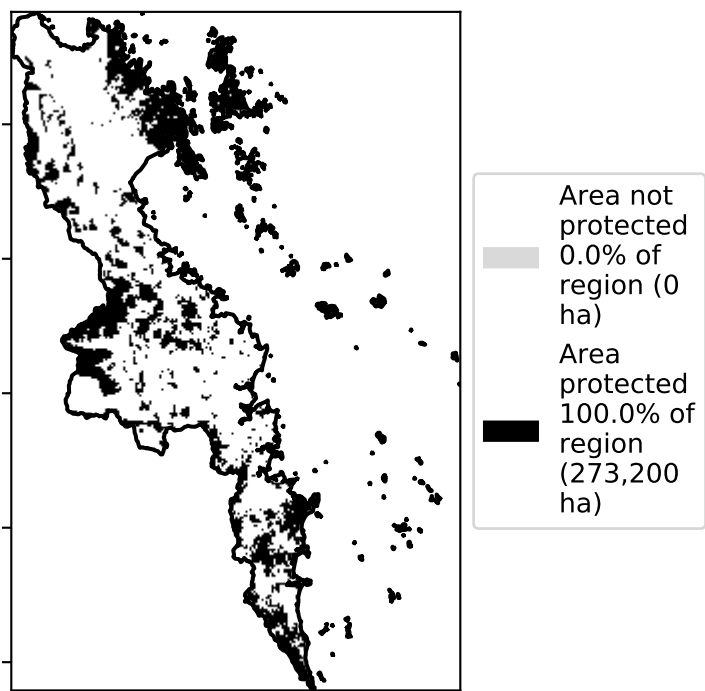 Area not
protected
0.0% of
region (0
ha)
Area
protected
100.0% of
region
(273,200
ha)